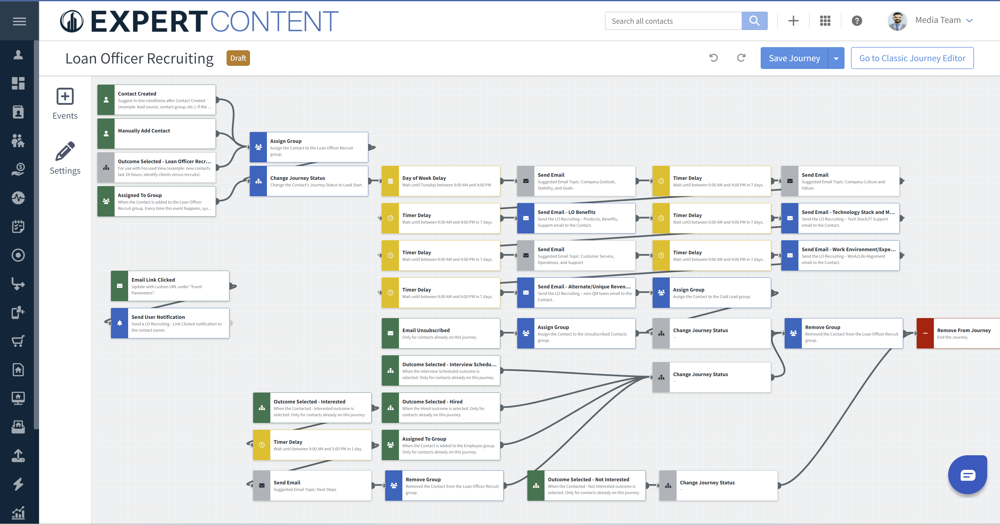 EXPERTCONTENT
Search all contacts
Media Team
Loan Officer Recruiting
Draft
Save Journey
Go to Classic Journey Editor
Events
Settings
Contact Created
Suggest in-line conditions after Contact Created
(example: lead source, contact group, etc.). If the ...
Manually Add Contact
Outcome Selected - Loan Officer Recr...
For use with Focused View (example: new contacts
last 24-hours, identify clients versus recruits).
Assigned To Group
When the Contact is added to the Loan Officer
Recruit group. Every time this event happens, sys...
Assign Group
Assign the Contact to the Loan Officer Recruit
group.
Change Journey Status
Change the Contact's Journey Status to Lead Start.
Day of Week Delay
Wait until Tuesday between 9:00 AM and 4:00 PM
Send Email
Suggested Email Topic: Company Outlook,
Stability, and Goals
Timer Delay
Wait until between 9:00 AM and 4:00 PM in 7 days.
Send Email
Suggested Email Topic: Company Culture and
Values
Timer Delay
Wait until between 9:00 AM and 4:00 PM in 7 days.
Send Email - LO Benefits
Send the LO Recruiting – Products, Benefits,
Support email to the Contact.
Timer Delay
Wait until between 9:00 AM and 4:00 PM in 7 days.
Send Email - Technology Stack and M...
Send the LO Recruiting – Tech Stack/IT Support
email to the Contact.
Timer Delay
Wait until between 9:00 AM and 4:00 PM in 7 days.
Send Email
Suggested Email Topic: Customer Service,
Operations, and Support
Timer Delay
Wait until between 9:00 AM and 4:00 PM in 7 days.
Send Email - Work Environment/Expe...
Send the LO Recruiting – Work/Life Alignment
email to the Contact.
Email Link Clicked
Update with custom URL under "Event
Parameters".
Timer Delay
Wait until between 9:00 AM and 4:00 PM in 7 days.
Send Email - Alternate/Unique Reven...
Send the LO Recruiting – non-QM loans email to the
Contact.
Assign Group
Assign the Contact to the Cold Lead group.
Send User Notification
Send a LO Recruiting - Link Clicked notification to
the contact owner.
Email Unsubscribed
Only for contacts already on this journey
Assign Group
Assign the Contact to the Unsubscribed Contacts
group.
Change Journey Status
--
Remove Group
Removed the Contact from the Loan Officer Recruit
group.
Remove From Journey
End the Journey.
Outcome Selected - Interview Schedu...
When the Interview Scheduled outcome is
selected. Only for contacts already on this journey
Change Journey Status
--
Outcome Selected - Interested
When the Contacted - Interested outcome is
selected. Only for contacts already on this journey
Outcome Selected - Hired
When the Hired outcome is selected. Only for
contacts already on this journey
Timer Delay
Wait until between 9:00 AM and 5:00 PM in 1 day.
Assigned To Group
When the Contact is added to the Employee group.
Only for contacts already on this journey
Send Email
Suggested Email Topic: Next Steps
Remove Group
Removed the Contact from the Loan Officer Recruit
group.
Outcome Selected - Not Interested
When the Contacted - Not Interested outcome is
selected. Only for contacts already on this journey
Change Journey Status
--